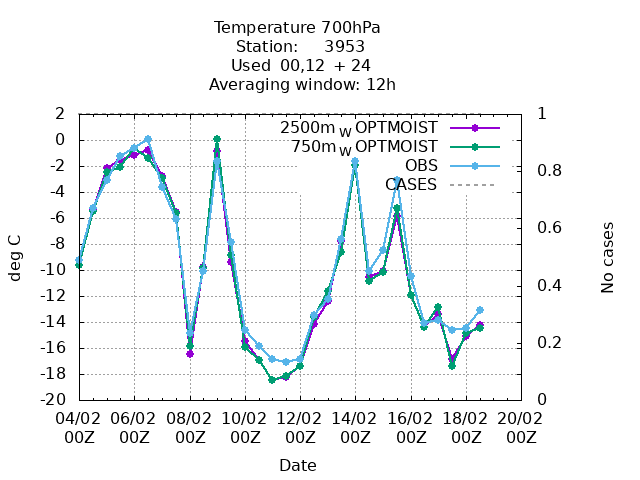 Temperature 700hPa
Station: 3953
Used 00,12 + 24
Averaging window: 12h
2 1
2500m W OPTMOIST
0
750m W OPTMOIST
-2 OBS 0.8
-4 CASES
-6 0.6
-8
deg C No cases
-10 0.4
-12
-14
-16 0.2
-18
-20 0
04/02 06/02 08/02 10/02 12/02 14/02 16/02 18/02 20/02
00Z 00Z 00Z 00Z 00Z 00Z 00Z 00Z 00Z
Date